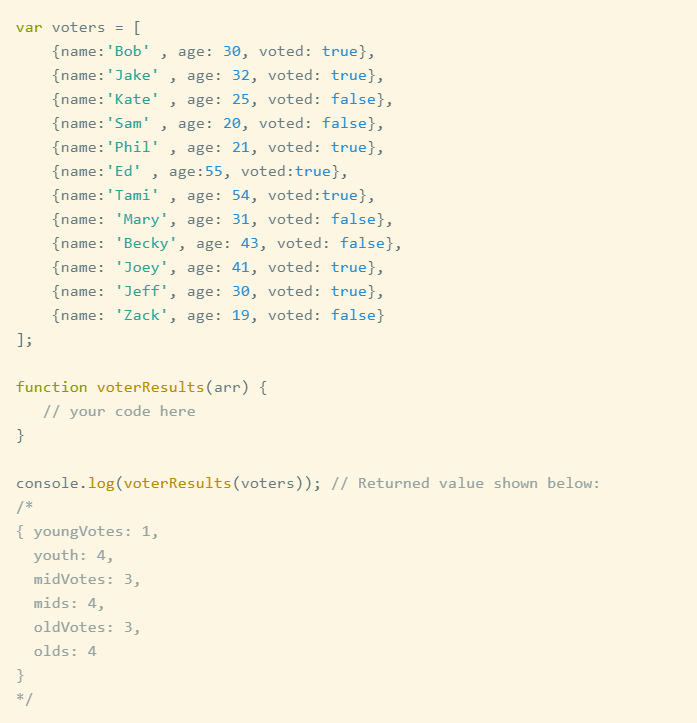 var voters = [
    {name:'Bob' , age: 30, voted: true},
    {name:'Jake' , age: 32, voted: true},
    {name:'Kate' , age: 25, voted: false},
    {name:'Sam' , age: 20, voted: false},
    {name:'Phil' , age: 21, voted: true},
    {name:'Ed' , age:55, voted:true},
    {name:'Tami' , age: 54, voted:true},
    {name: 'Mary', age: 31, voted: false},
    {name: 'Becky', age: 43, voted: false},
    {name: 'Joey', age: 41, voted: true},
    {name: 'Jeff', age: 30, voted: true},
    {name: 'Zack', age: 19, voted: false}
];

function voterResults(arr) {
   // your code here
}

console.log(voterResults(voters)); // Returned value shown below:
/*
{ youngVotes: 1,
  youth: 4,
  midVotes: 3,
  mids: 4,
  oldVotes: 3,
  olds: 4
}
*/